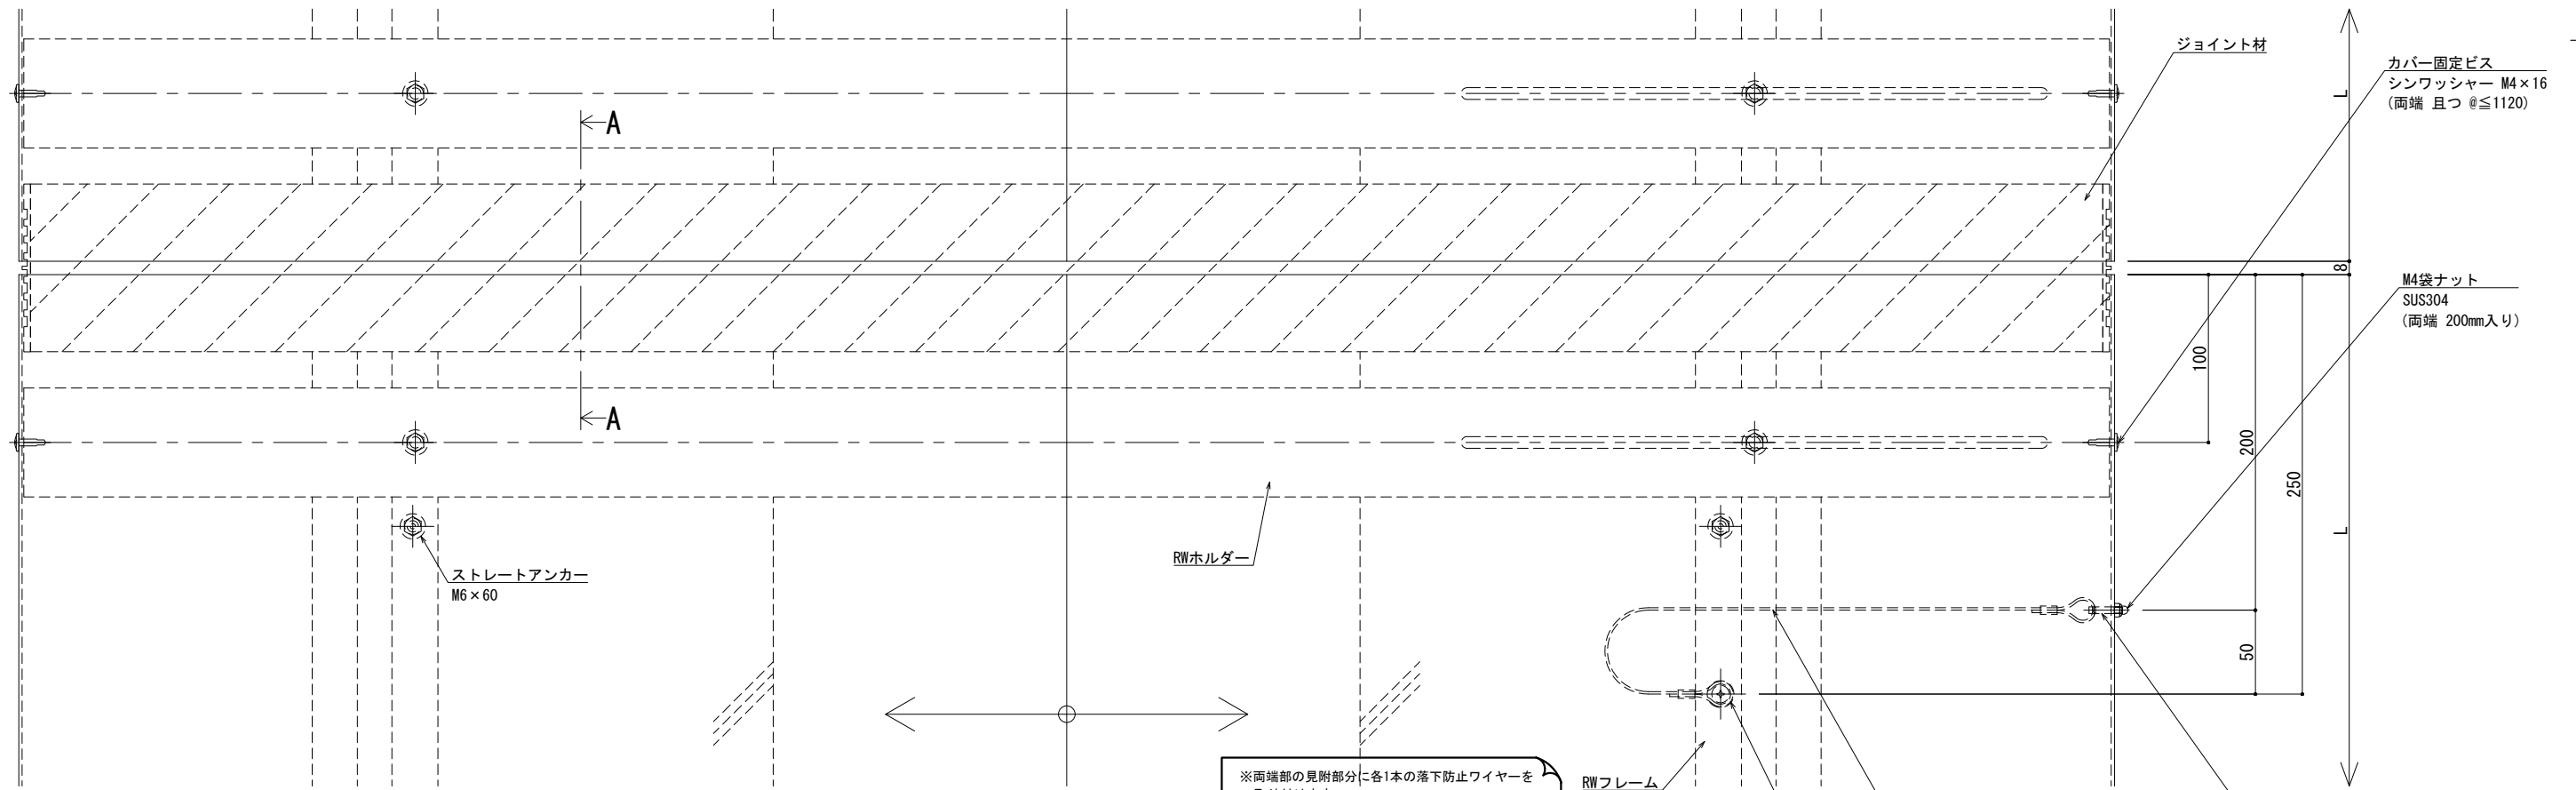 ジョイント材
カバー固定ビス
シンワッシャー M4×16
(両端 且つ @≦1120)
L
A
8
M4袋ナット
SUS304
(両端 200mm入り)
100
200
250
A
L
RWホルダー
ストレートアンカー
M6×60
50
※両端部の見附部分に各1本の落下防止ワイヤーを
RWフレーム